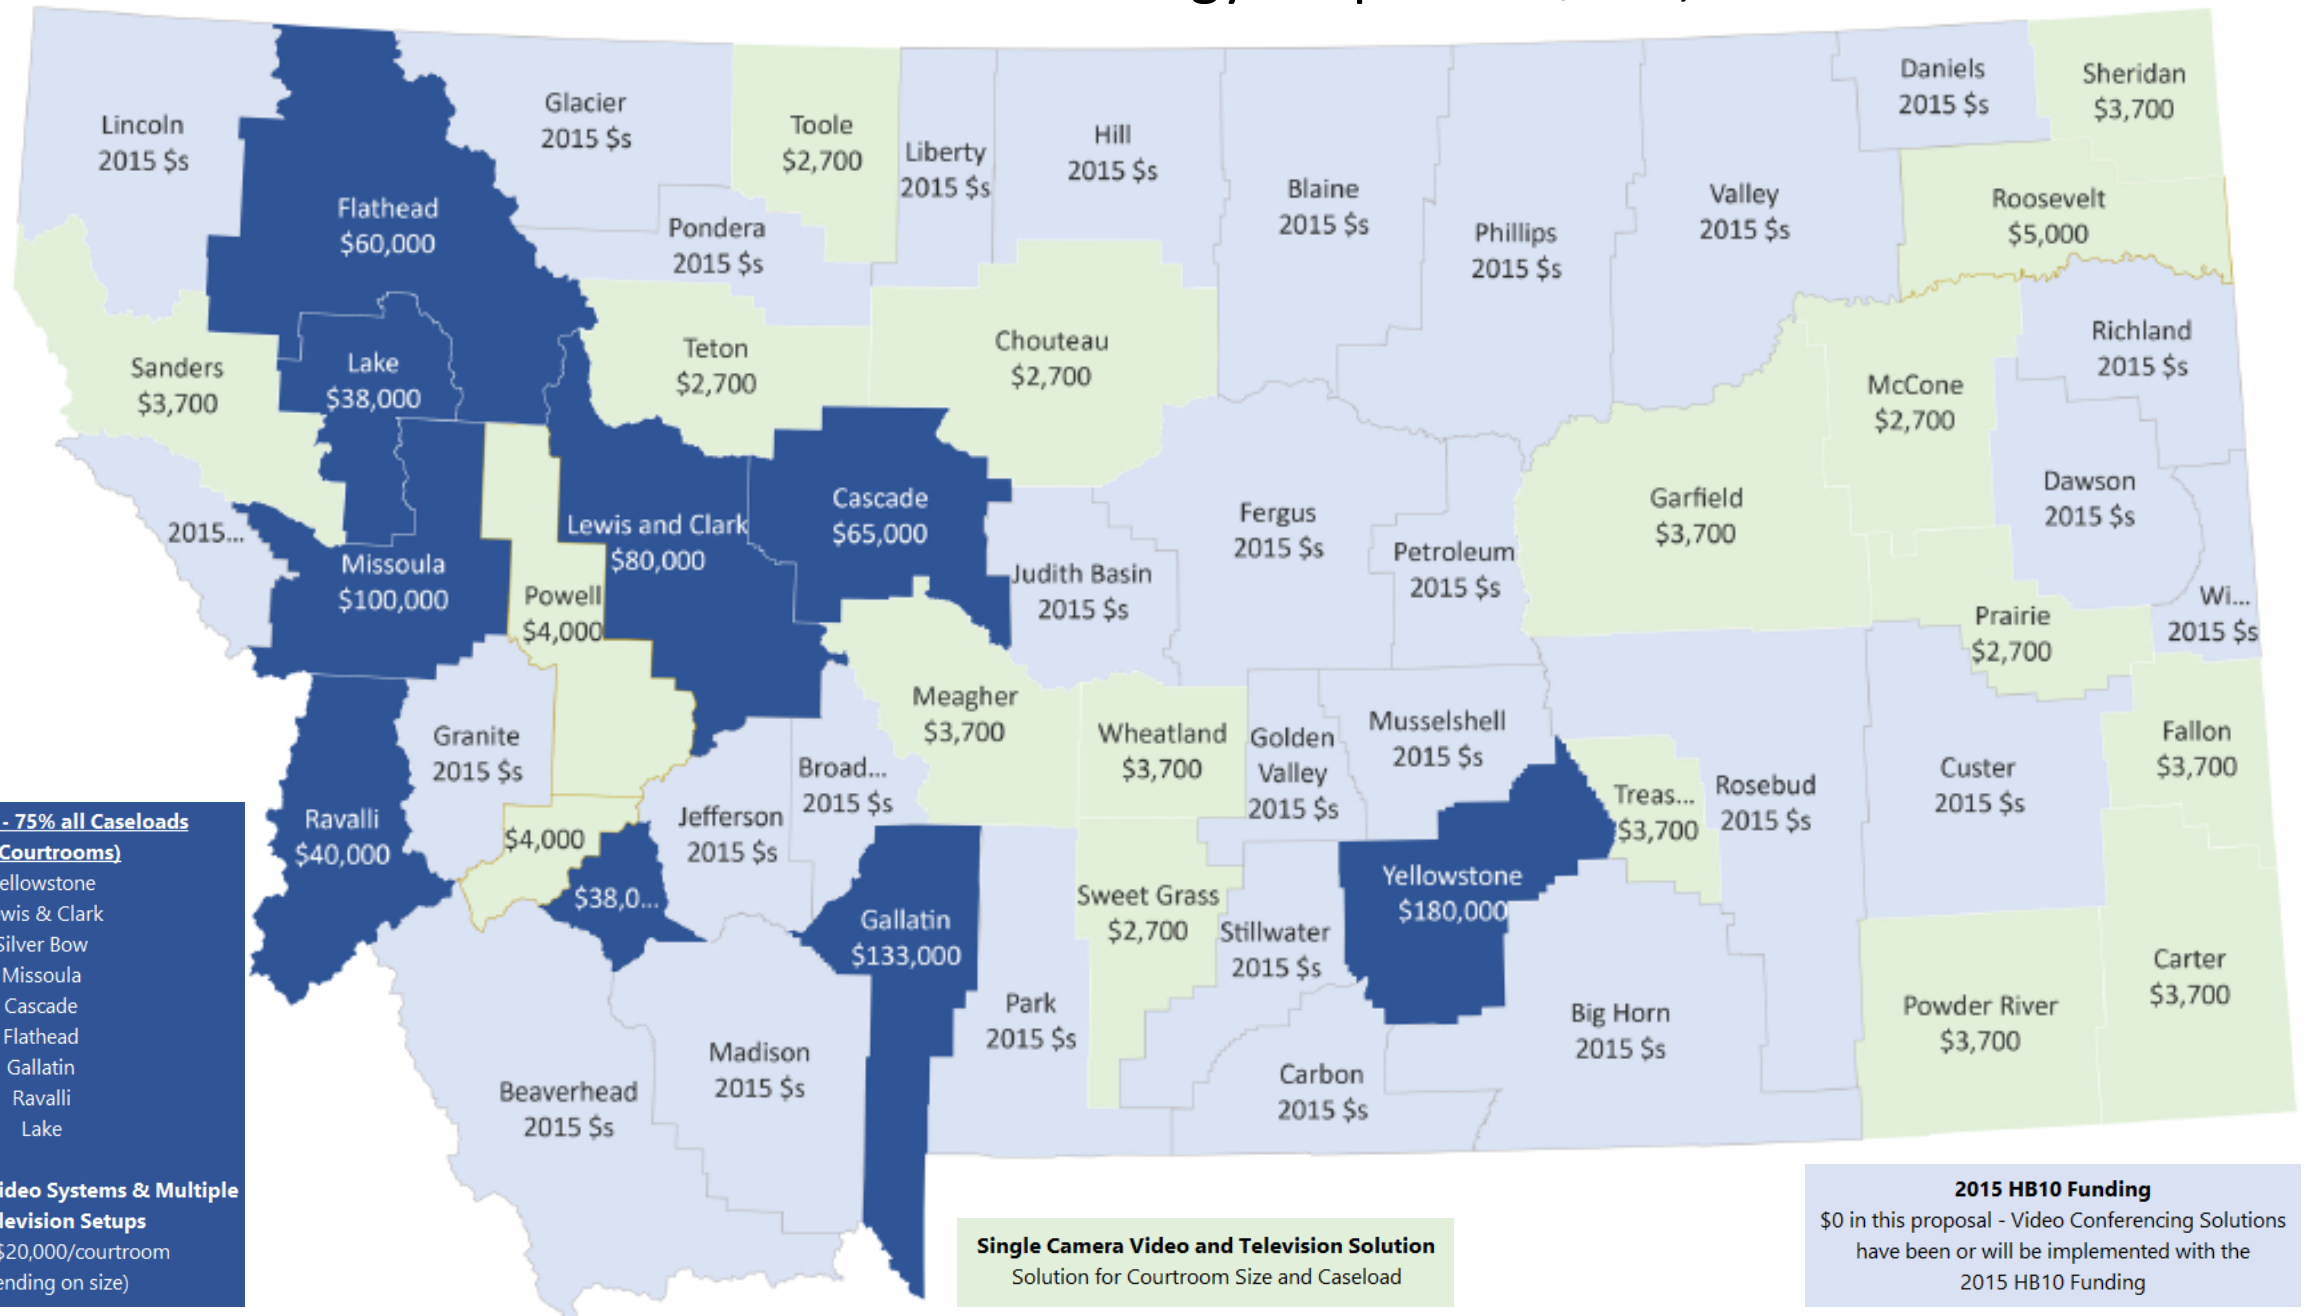 Lincoln
2015 $s
Flathead
$60,000
Glacier
2015 $s
Toole
$2,700
Liberty
2015 $s
Hill
2015 $s
Blaine
2015 $s
Phillips
2015 $s
Valley
2015 $s
Daniels
2015 $s
Sheridan
$3,700
Roosevelt
$5,000
Pondera
2015 $s
Sanders
$3,700
Lake
$38,000
Teton
$2,700
Chouteau
$2,700
McCone
$2,700
Richland
2015 $s
2015...
Missoula
$100,000
Powell
$4,000
Lewis and Clark
$80,000
Cascade
$65,000
Judith Basin
2015 $s
Fergus
2015 $s
Petroleum
2015 $s
Garfield
$3,700
Dawson
2015 $s
Prairie
$2,700
Wi...
2015 $s
Ravalli
$40,000
Granite
2015 $s
$4,000
$38,0...
Jefferson
2015 $s
Broad...
2015 $s
Meagher
$3,700
Wheatland
$3,700
Golden
Valley
2015 $s
Musselshell
2015 $s
Treas...
$3,700
Rosebud
2015 $s
Custer
2015 $s
Fallon
$3,700
Gallatin
$133,000
Sweet Grass
$2,700
Stillwater
2015 $s
Yellowstone
$180,000
Beaverhead
2015 $s
Madison
2015 $s
Park
2015 $s
Carbon
2015 $s
Big Horn
2015 $s
Powder River
$3,700
Carter
$3,700
- 75% all Caseloads
Courtrooms)
ellowstone
wis & Clark
Silver Bow
Missoula
Cascade
Flathead
Gallatin
Ravalli
Lake
ideo Systems & Multiple
levision Setups
$20,000/courtroom
ending on size)
Single Camera Video and Television Solution
Solution for Courtroom Size and Caseload
2015 HB10 Funding
$0 in this proposal - Video Conferencing Solutions
have been or will be implemented with the
2015 HB10 Funding